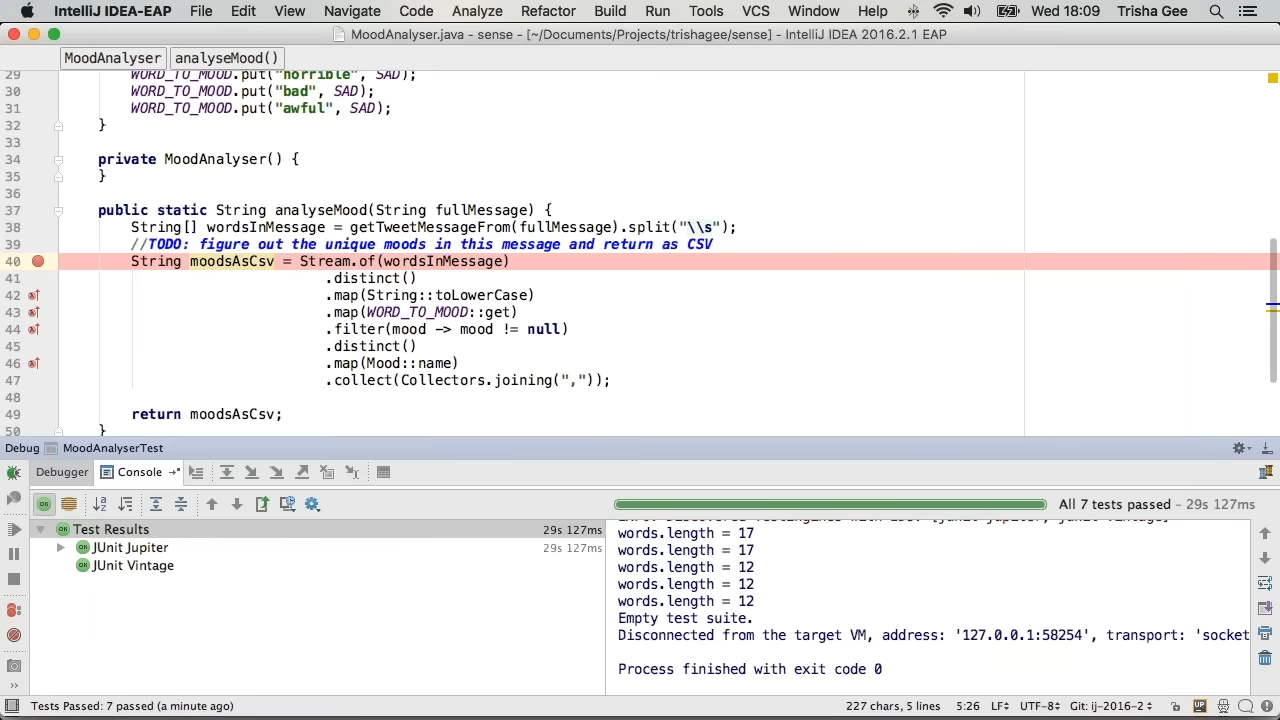 IntelliJ IDEA-EAP File Edit View Navigate Code Analyze Refactor Build Run Tools VCS Window Help Wed 18:09 Trisha Gee
MoodAnalyser.java - sense - [~/Documents/Projects/trishagee/sense] - IntelliJ IDEA 2016.2.1 EAP
MoodAnalyser analyseMood()
29 WORD_TO_MOOD.put("horrible", SAD);
30 WORD_TO_MOOD.put("bad", SAD);
31 WORD_TO_MOOD.put("awful", SAD);
32 }
33
34 private MoodAnalyser() {
35 }
36
37 public static String analyseMood(String fullMessage) {
38 String[] wordsInMessage = getTweetMessageFrom(fullMessage).split("\\s");
39 //TODO: figure out the unique moods in this message and return as CSV
40 String moodsAsCsv = Stream.of(wordsInMessage)
41 .distinct()
42 .map(String::toLowerCase)
43 .map(WORD_TO_MOOD::get)
44 .filter(mood -> mood != null)
45 .distinct()
46 .map(Mood::name)
47 .collect(Collectors.joining(","));
48
49 return moodsAsCsv;
50 }
Debug MoodAnalyserTest
Debugger Console
All 7 tests passed - 29s 127ms
Test Results 29s 127ms
JUnit Jupiter 29s 127ms
JUnit Vintage
words.length = 17
words.length = 17
words.length = 12
words.length = 12
words.length = 12
Empty test suite.
Disconnected from the target VM, address: '127.0.0.1:58254', transport: 'socket
Process finished with exit code 0
Tests Passed: 7 passed (a minute ago) 227 chars, 5 lines 5:26 LF UTF-8 Git: ij-2016-2